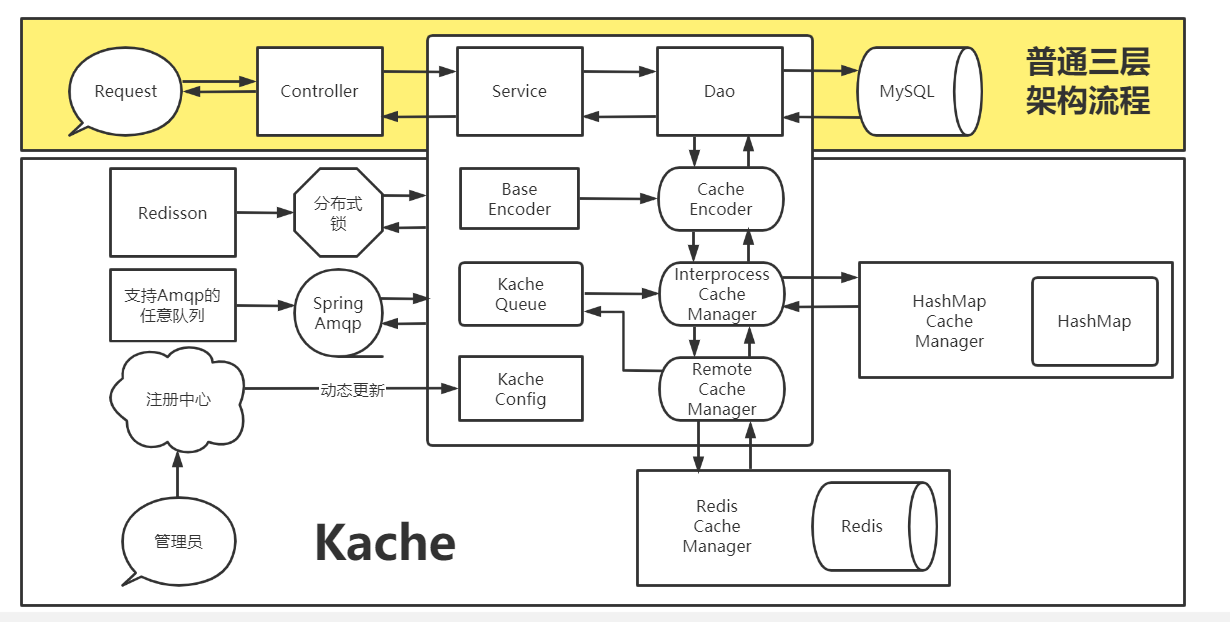 Request
Controller
Service
Dao
MySQL
普通三层
架构流程
Redisson
分布式
锁
Base
Encoder
Cache
Encoder
支持Amqp的
任意队列
Spring
Amqp
Kache
Queue
Interprocess
Cache
Manager
HashMap
Cache
Manager
HashMap
注册中心
动态更新
Kache
Config
Remote
Cache
Manager
管理员
Kache
Redis
Cache
Manager
Redis